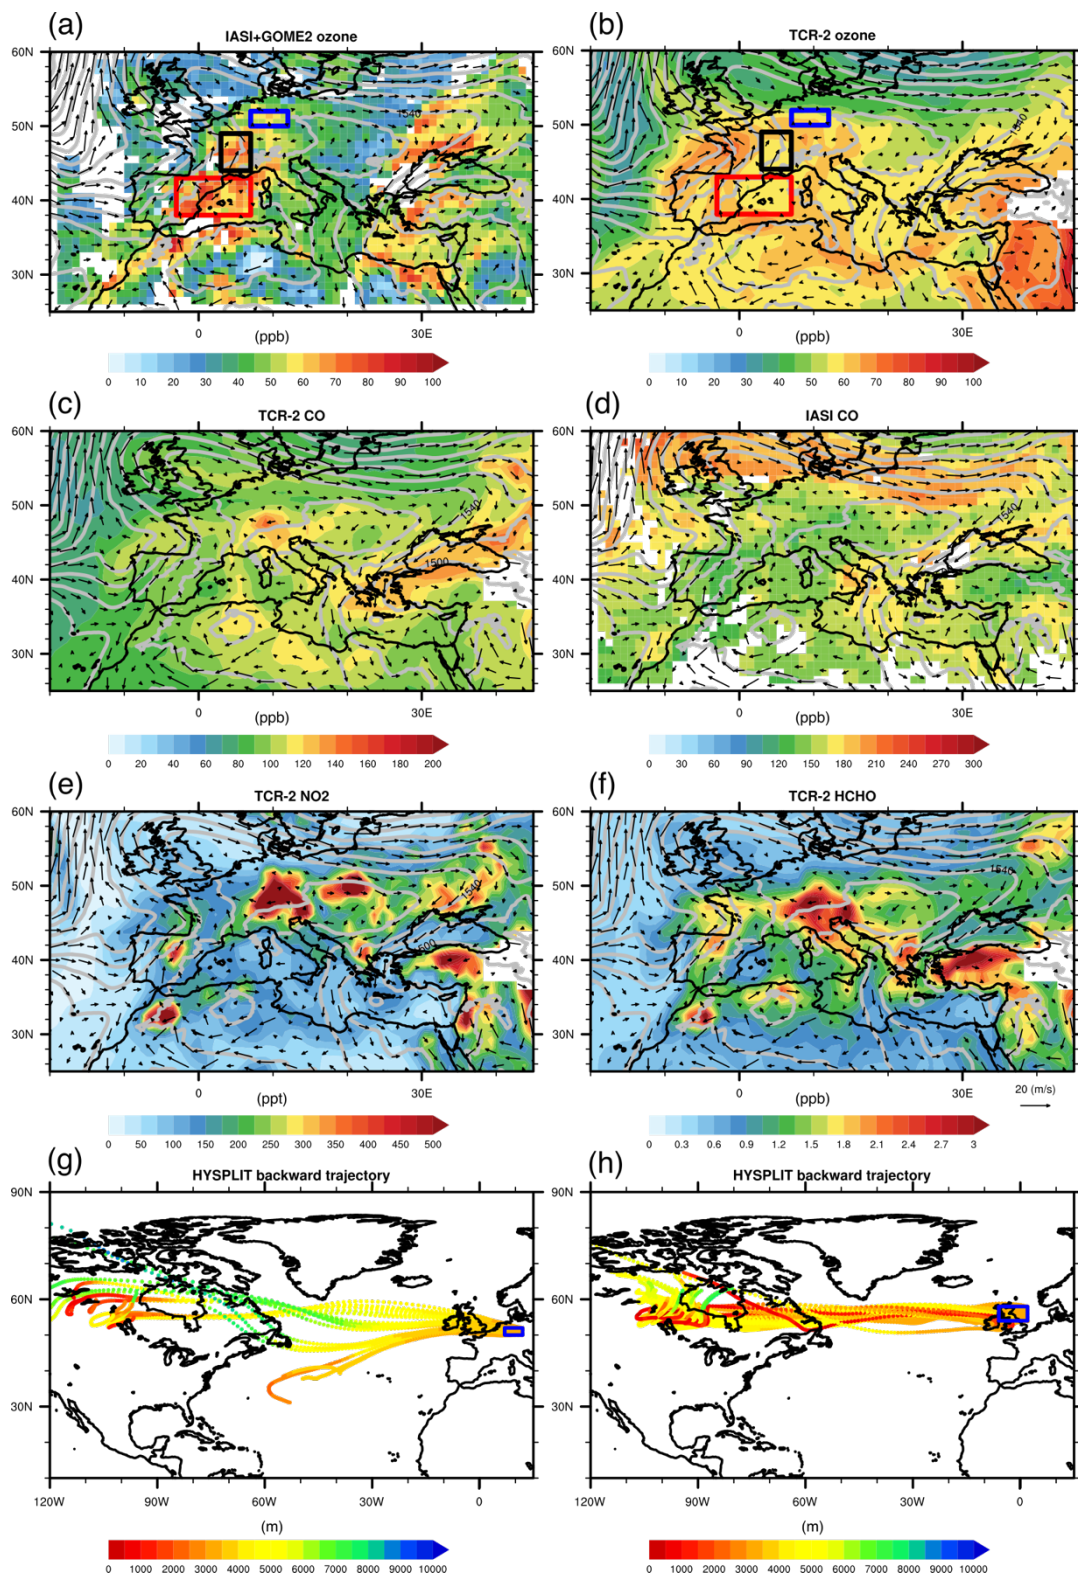 (a) (b)
IASI+GOME2 ozone TCR-2 ozone
60N 60N
50N 50N
40N 40N
30N 30N
1540 1540
0 30E 0 30E
(ppb) (ppb)
0 10 20 30 40 50 60 70 80 90 100 0 10 20 30 40 50 60 70 80 90 100
(c) (d)
TCR-2 CO IASI CO
60N 60N
50N 50N
40N 40N
30N 30N
1540 1500 1540
0 30E 0 30E
(ppb) (ppb)
0 20 40 60 80 100 120 140 160 180 200 0 30 60 90 120 150 180 210 240 270 300
(e) (f)
TCR-2 NO2 TCR-2 HCHO
60N 60N
50N 50N
40N 40N
30N 30N
1540 1500 1540
0 30E 0 30E
(ppt) (ppb) 20 (m/s)
0 50 100 150 200 250 300 350 400 450 500 0 0.3 0.6 0.9 1.2 1.5 1.8 2.1 2.4 2.7 3
(g) (h)
HYSPLIT backward trajectory HYSPLIT backward trajectory
90N 90N
60N 60N
30N 30N
120W 90W 60W 30W 0 120W 90W 60W 30W 0
(m) (m)
0 1000 2000 3000 4000 5000 6000 7000 8000 9000 10000 0 1000 2000 3000 4000 5000 6000 7000 8000 9000 10000